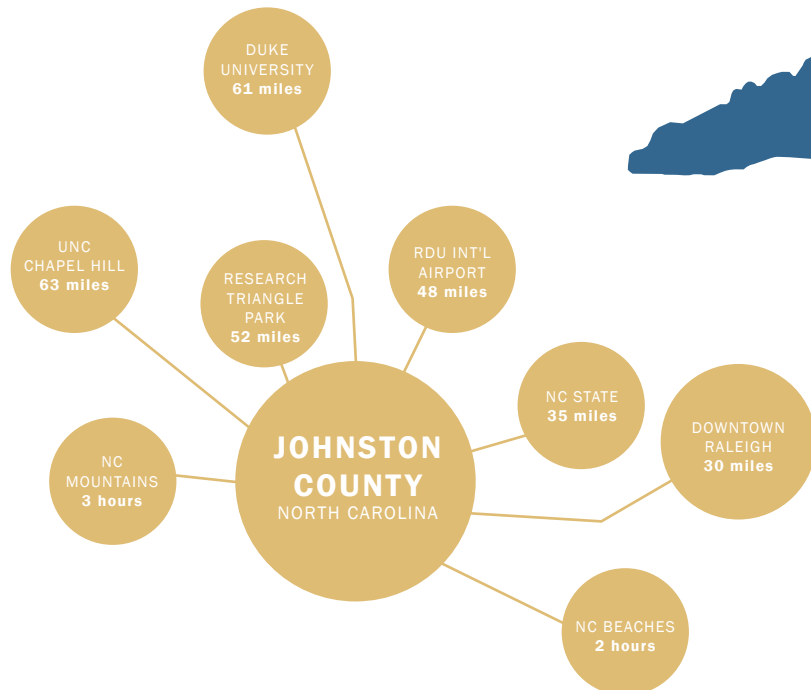 DUKE
UNIVERSITY
61 miles
UNC
CHAPEL HILL
63 miles
RESEARCH
TRIANGLE
PARK
52 miles
RDU INT'L
AIRPORT
48 miles
NC STATE
35 miles
DOWNTOWN
RALEIGH
30 miles
JOHNSTON
COUNTY
NORTH CAROLINA
NC
MOUNTAINS
3 hours
NC BEACHES
2 hours